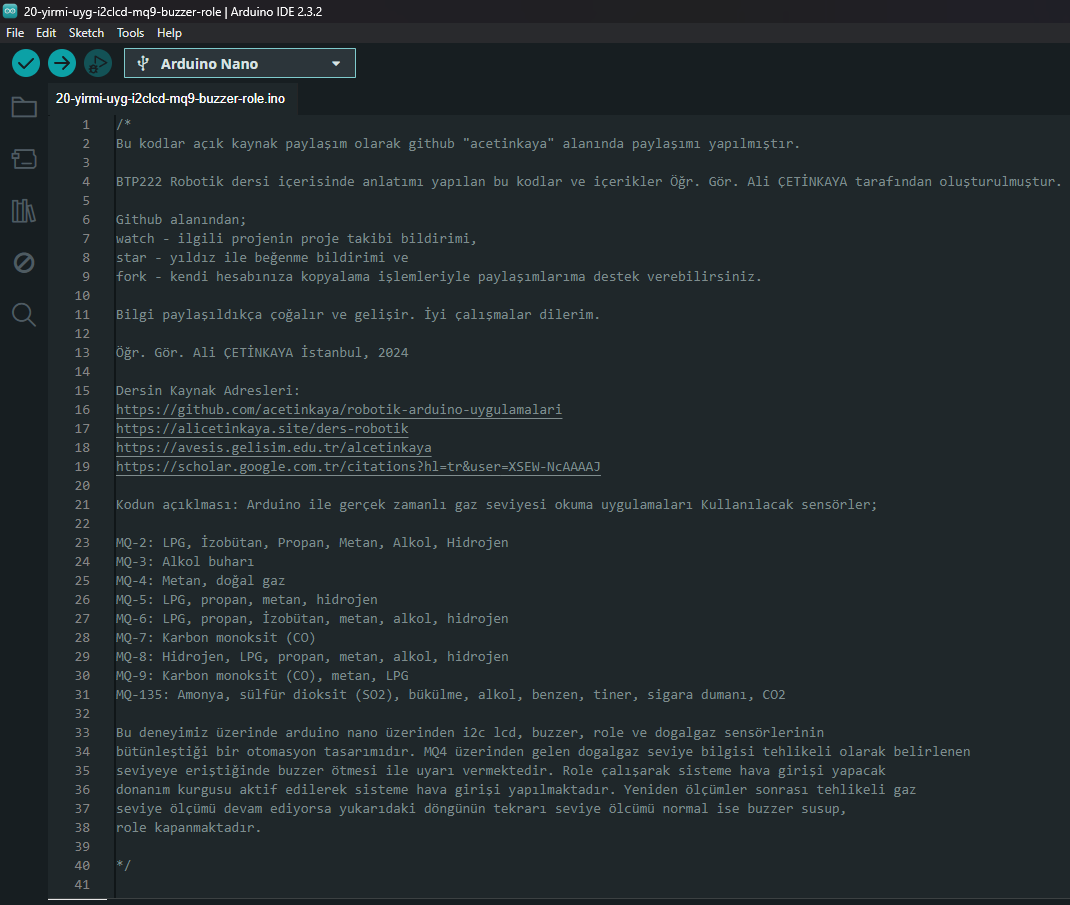 20-yirmi-uyg-i2clcd-mq9-buzzer-role | Arduino IDE 2.3.2
File Edit Sketch Tools Help
Arduino Nano
20-yirmi-uyg-i2clcd-mq9-buzzer-role.ino
1 /*
2 Bu kodlar açık kaynak paylaşım olarak github "acetinkaya" alanında paylaşımı yapılmıştır.
3
4 BTP222 Robotik dersi içerisinde anlatımı yapılan bu kodlar ve içerikler Öğr. Gör. Ali ÇETİNKAYA tarafından oluşturulmuştur.
5
6 Github alanından;
7 watch - ilgili projenin proje takibi bildirimi,
8 star - yıldız ile beğenme bildirimi ve
9 fork - kendi hesabınıza kopyalama işlemleriyle paylaşımlarıma destek verebilirsiniz.
10
11 Bilgi paylaşıldıkça çoğalır ve gelişir. İyi çalışmalar dilerim.
12
13 Öğr. Gör. Ali ÇETİNKAYA İstanbul, 2024
14
15 Dersin Kaynak Adresleri:
16 https://github.com/acetinkaya/robotik-arduino-uygulamalari
17 https://alicetinkaya.site/ders-robotik
18 https://avesis.gelisim.edu.tr/alcetinkaya
19 https://scholar.google.com.tr/citations?hl=tr&user=XSEW-NcAAAAJ
20
21 Kodun açıklması: Arduino ile gerçek zamanlı gaz seviyesi okuma uygulamaları Kullanılacak sensörler;
22
23 MQ-2: LPG, İzobütan, Propan, Metan, Alkol, Hidrojen
24 MQ-3: Alkol buharı
25 MQ-4: Metan, doğal gaz
26 MQ-5: LPG, propan, metan, hidrojen
27 MQ-6: LPG, propan, İzobütan, metan, alkol, hidrojen
28 MQ-7: Karbon monoksit (CO)
29 MQ-8: Hidrojen, LPG, propan, metan, alkol, hidrojen
30 MQ-9: Karbon monoksit (CO), metan, LPG
31 MQ-135: Amonya, sülfür dioksit (SO2), bükülme, alkol, benzen, tiner, sigara dumanı, CO2
32
33 Bu deneyimiz üzerinde arduino nano üzerinden i2c lcd, buzzer, role ve dogalgaz sensörlerinin
34 bütünleştiği bir otomasyon tasarımıdır. MQ4 üzerinden gelen dogalgaz seviye bilgisi tehlikeli olarak belirlenen
35 seviyeye eriştiğinde buzzer ötmesi ile uyarı vermektedir. Role çalışarak sisteme hava girişi yapacak
36 donanım kurgusu aktif edilerek sisteme hava girişi yapılmaktadır. Yeniden ölçümler sonrası tehlikeli gaz
37 seviye ölçümü devam ediyorsa yukarıdaki döngünün tekrarı seviye ölcümü normal ise buzzer susup,
38 role kapanmaktadır.
39
40 */
41